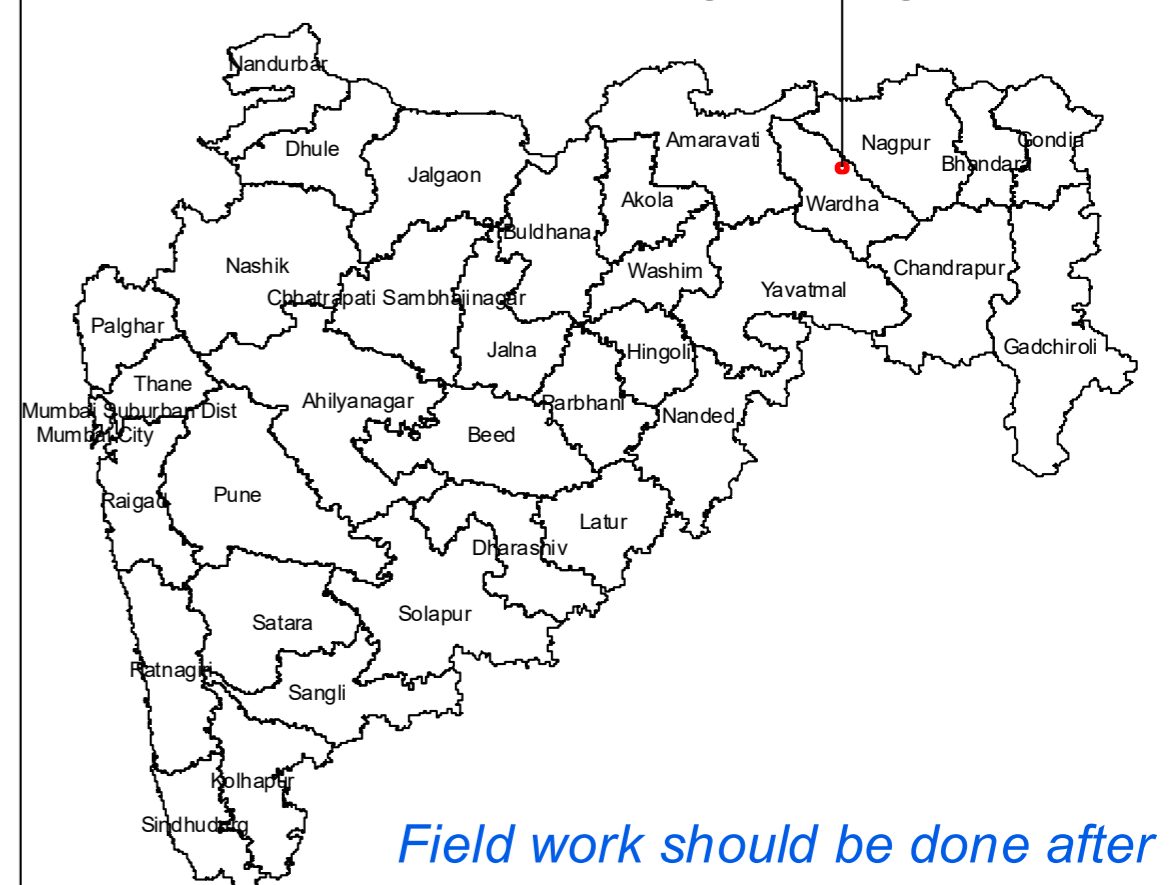 Nandurbar
Dhule
Jalgaon
Amaravati
Nagpur
Gondia
Bhandara
Akola
Wardha
Buldhana
Nashik
Washim
Chandrapur
Yavatmal
Chhatrapati Sambhajinagar
Palghar
Jalna
Hingoli
Gadchiroli
Thane
Ahilyanagar
Parbhani
Mumbai Suburban Dist
Nanded
Mumbai City
Beed
Raigad
Pune
Latur
Dharashiv
Satara
Solapur
Ratnagiri
Sangli
Kolhapur
Sindhudurg
Field work should be done after